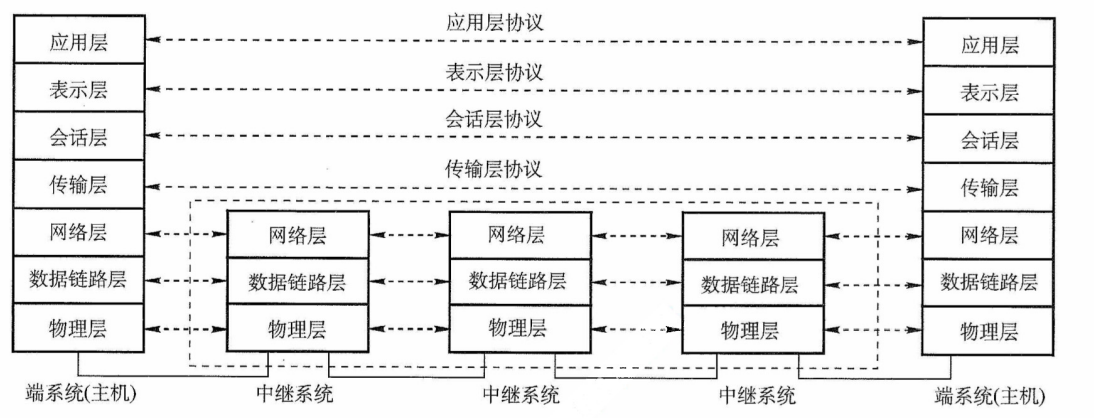 应用层协议
应用层 应用层
表示层协议
表示层 表示层
会话层协议
会话层 会话层
传输层协议
传输层 传输层
网络层 网络层 网络层 网络层 网络层
数据链路层 数据链路层 数据链路层 数据链路层 数据链路层
物理层 物理层 物理层 物理层 物理层
端系统(主机) 中继系统 中继系统 中继系统 端系统(主机)